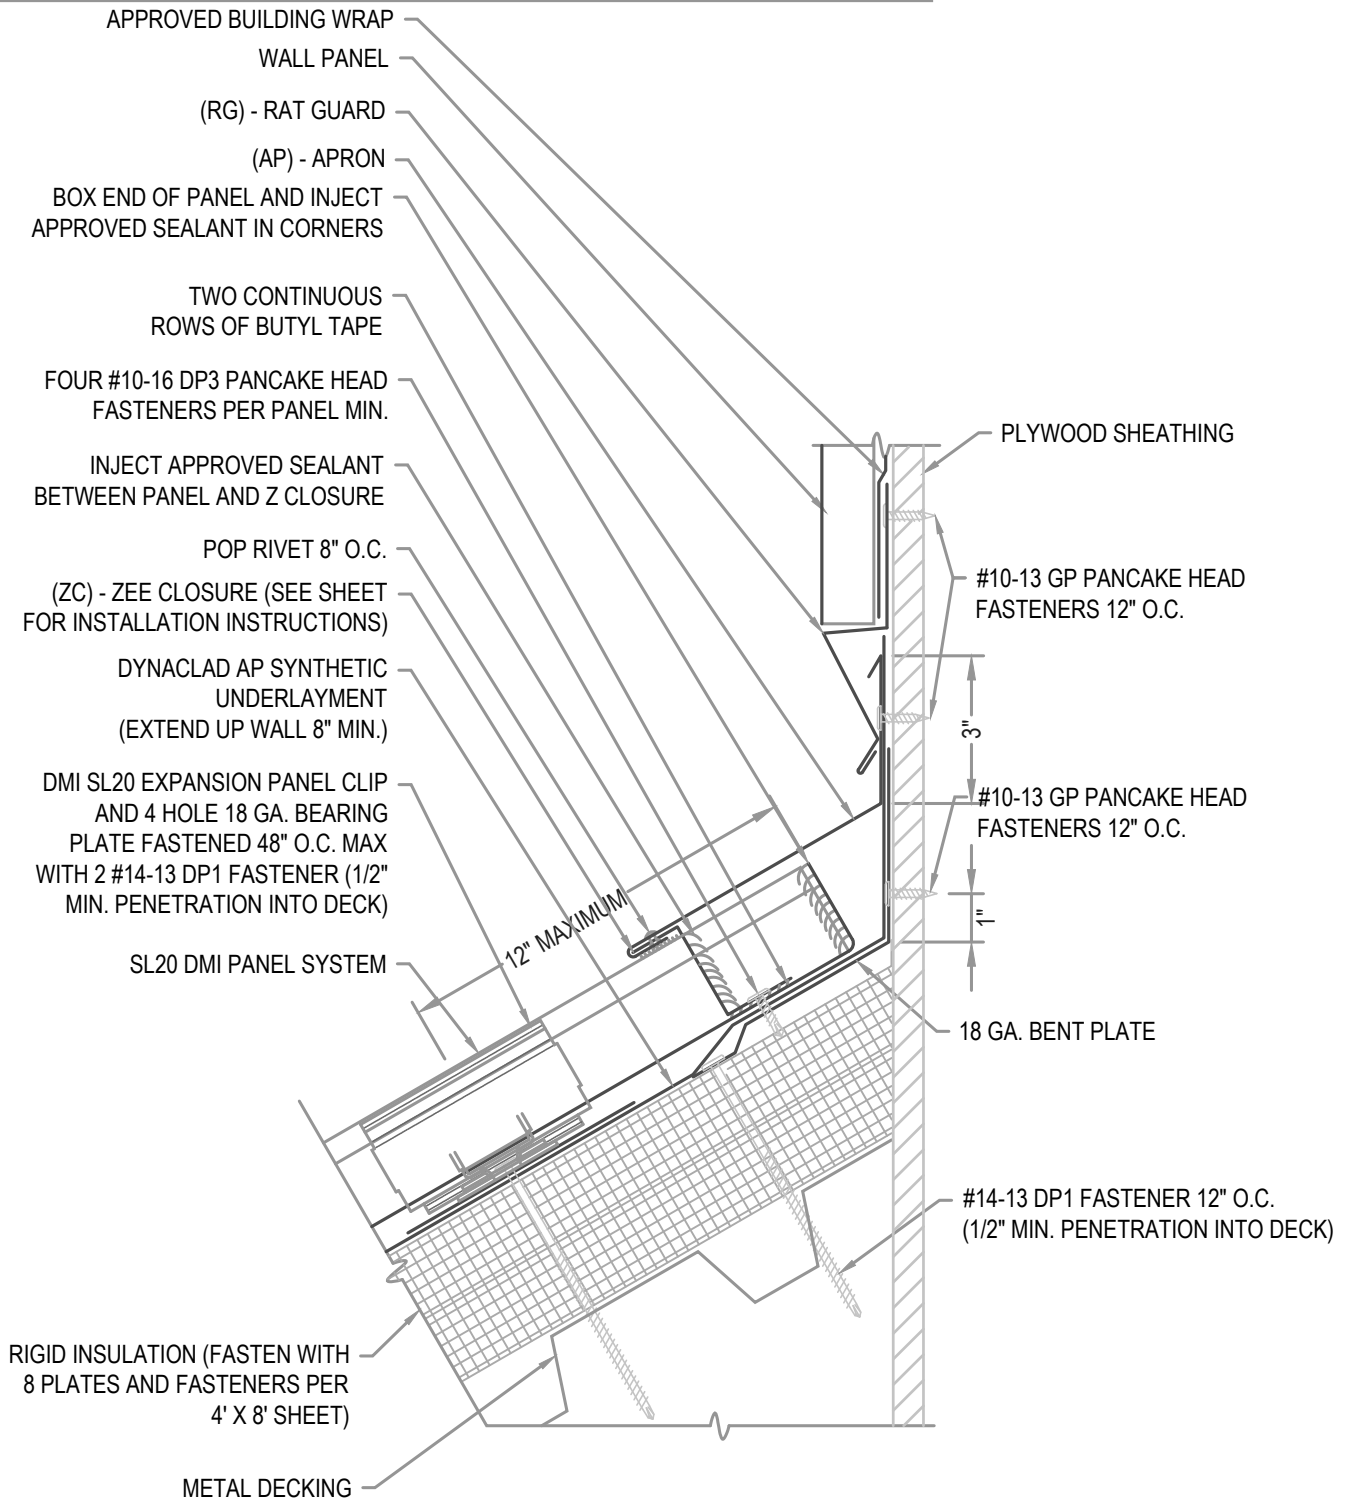 APPROVED BUILDING WRAP
WALL PANEL
(RG) - RAT GUARD
(AP) - APRON
BOX END OF PANEL AND INJECT
APPROVED SEALANT IN CORNERS
TWO CONTINUOUS
ROWS OF BUTYL TAPE
FOUR #10-16 DP3 PANCAKE HEAD
FASTENERS PER PANEL MIN.
INJECT APPROVED SEALANT
BETWEEN PANEL AND Z CLOSURE
POP RIVET 8" O.C.
(ZC) - ZEE CLOSURE (SEE SHEET
FOR INSTALLATION INSTRUCTIONS)
DYNACLAD AP SYNTHETIC
UNDERLAYMENT
(EXTEND UP WALL 8" MIN.)
DMI SL20 EXPANSION PANEL CLIP
AND 4 HOLE 18 GA. BEARING
PLATE FASTENED 48" O.C. MAX
WITH 2 #14-13 DP1 FASTENER (1/2"
MIN. PENETRATION INTO DECK)
SL20 DMI PANEL SYSTEM
RIGID INSULATION (FASTEN WITH
8 PLATES AND FASTENERS PER
4' X 8' SHEET)
METAL DECKING
12" MAXIMUM
PLYWOOD SHEATHING
#10-13 GP PANCAKE HEAD
FASTENERS 12" O.C.
3"
#10-13 GP PANCAKE HEAD
FASTENERS 12" O.C.
1"
18 GA. BENT PLATE
#14-13 DP1 FASTENER 12" O.C.
(1/2" MIN. PENETRATION INTO DECK)